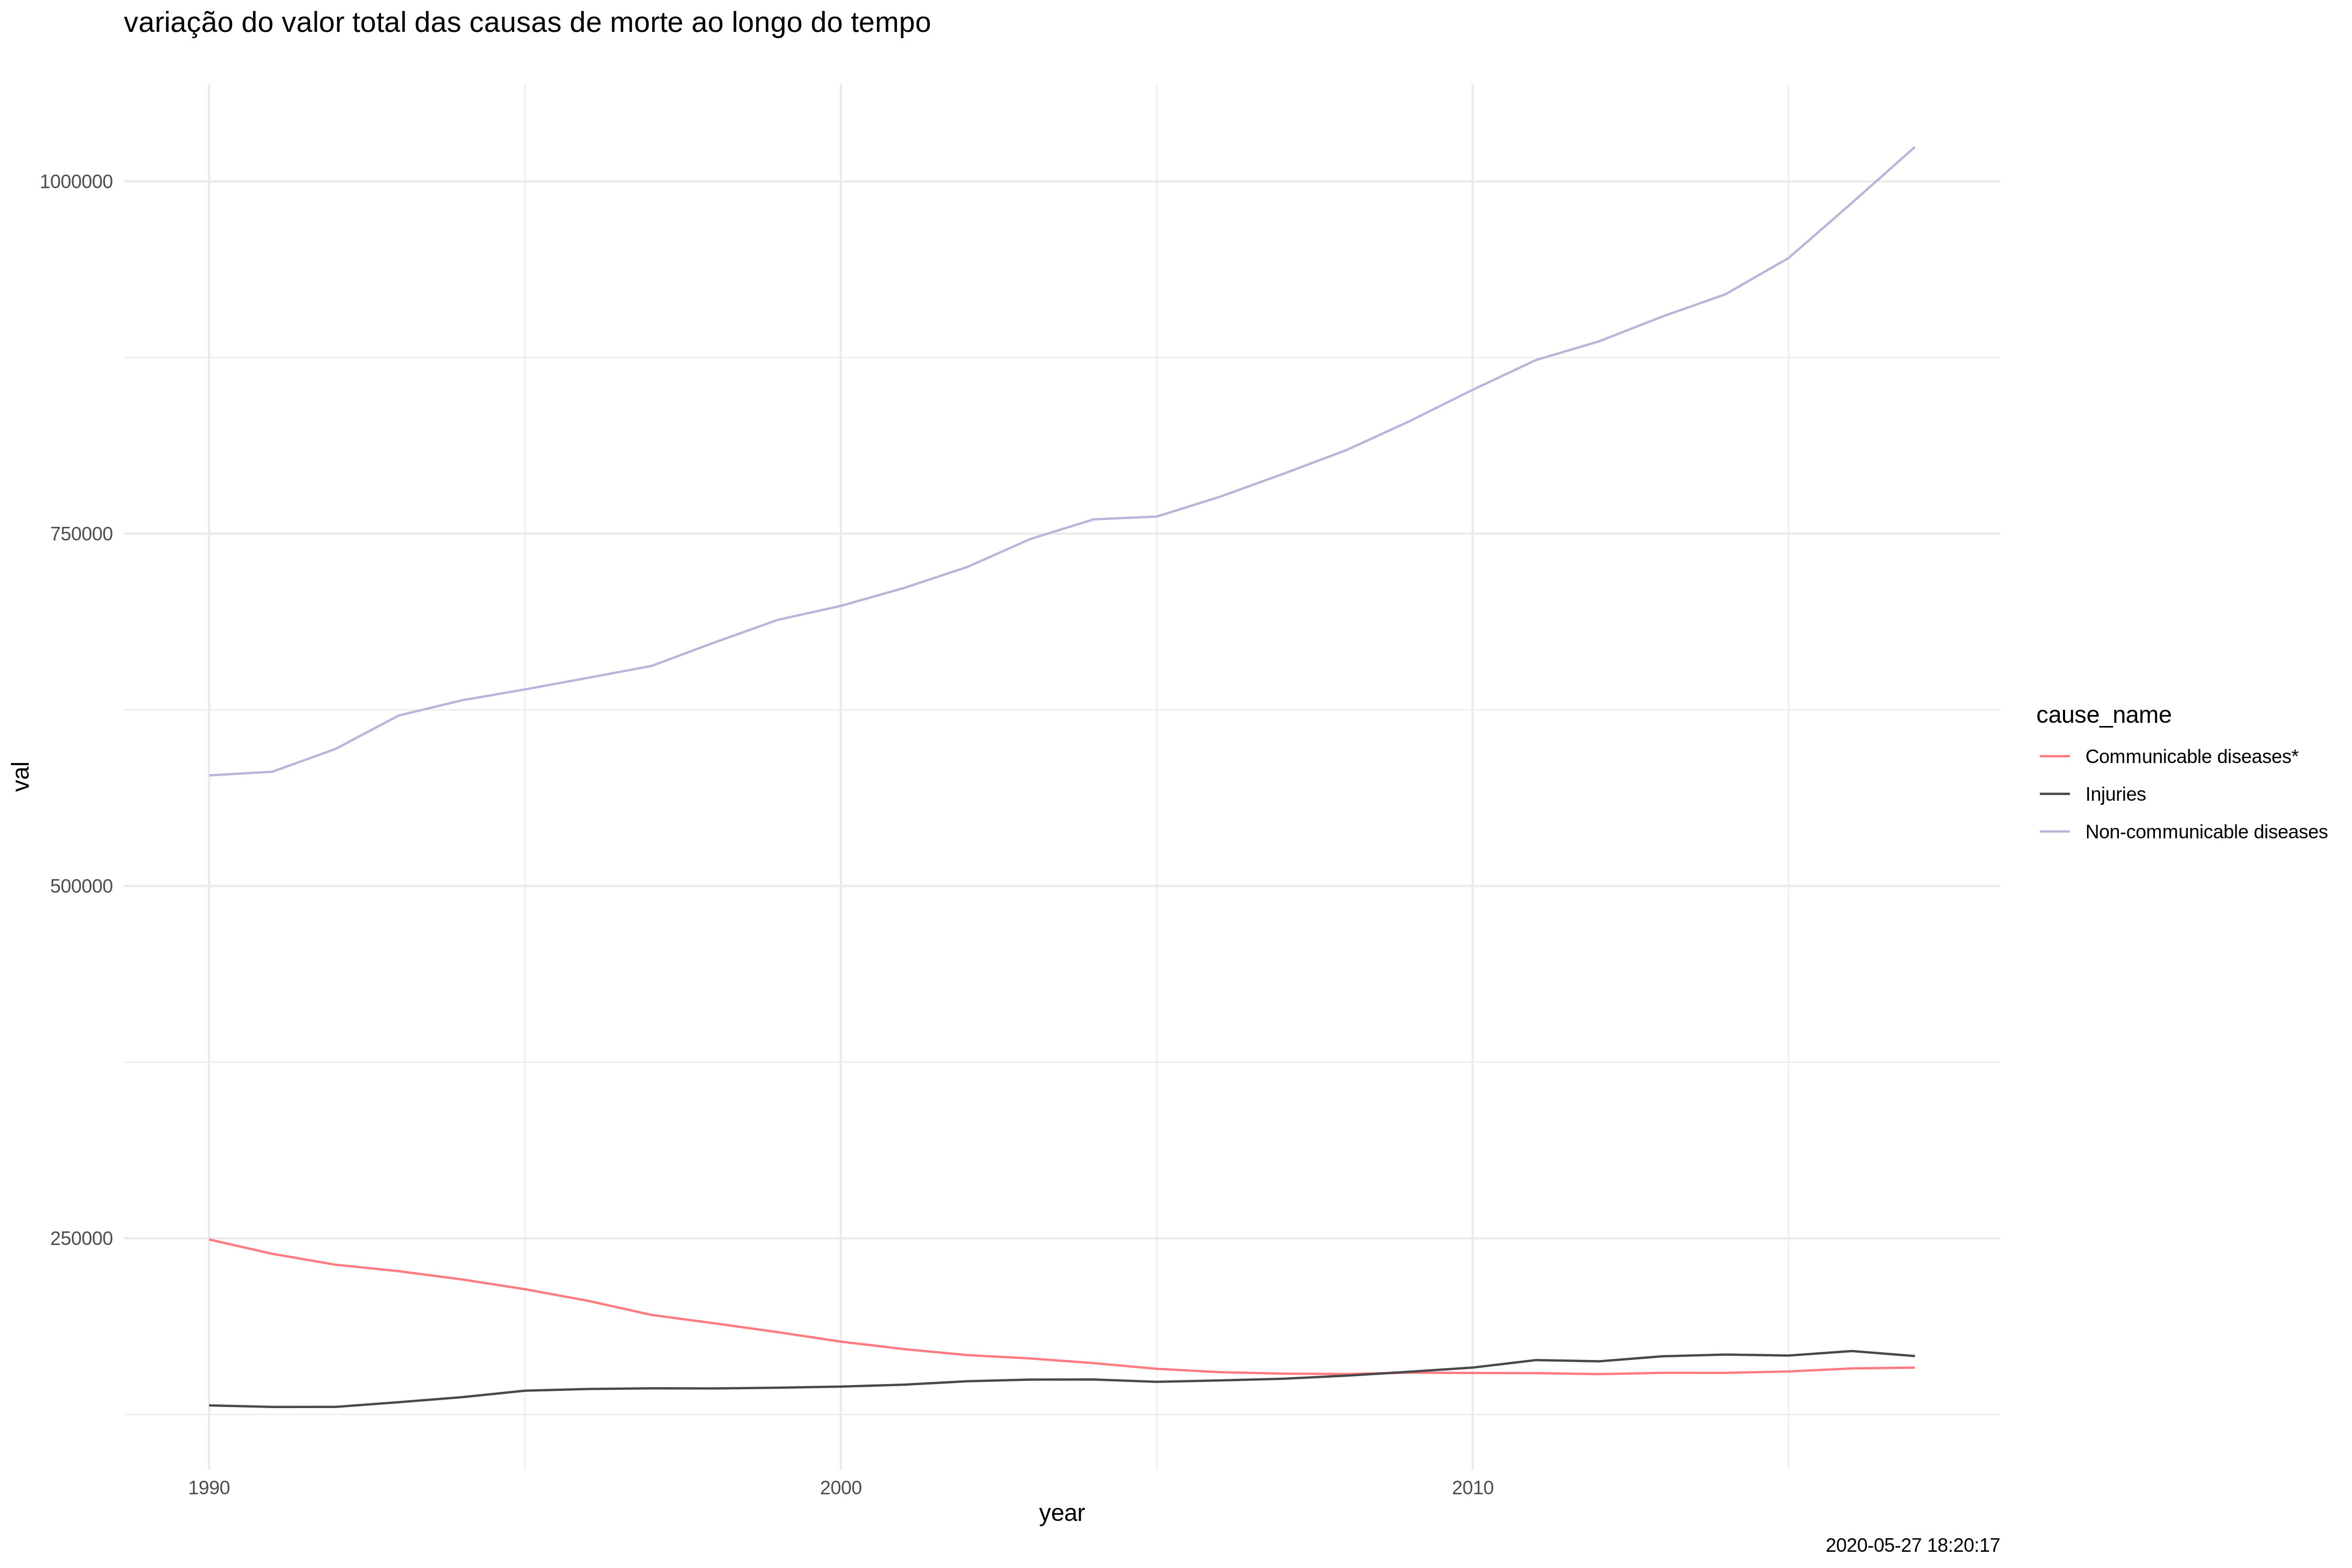 variação do valor total das causas de morte ao longo do tempo
1000000
750000
500000
250000
val
1990
2000
2010
year
cause_name
Communicable diseases*
Injuries
Non-communicable diseases
2020-05-27 18:20:17